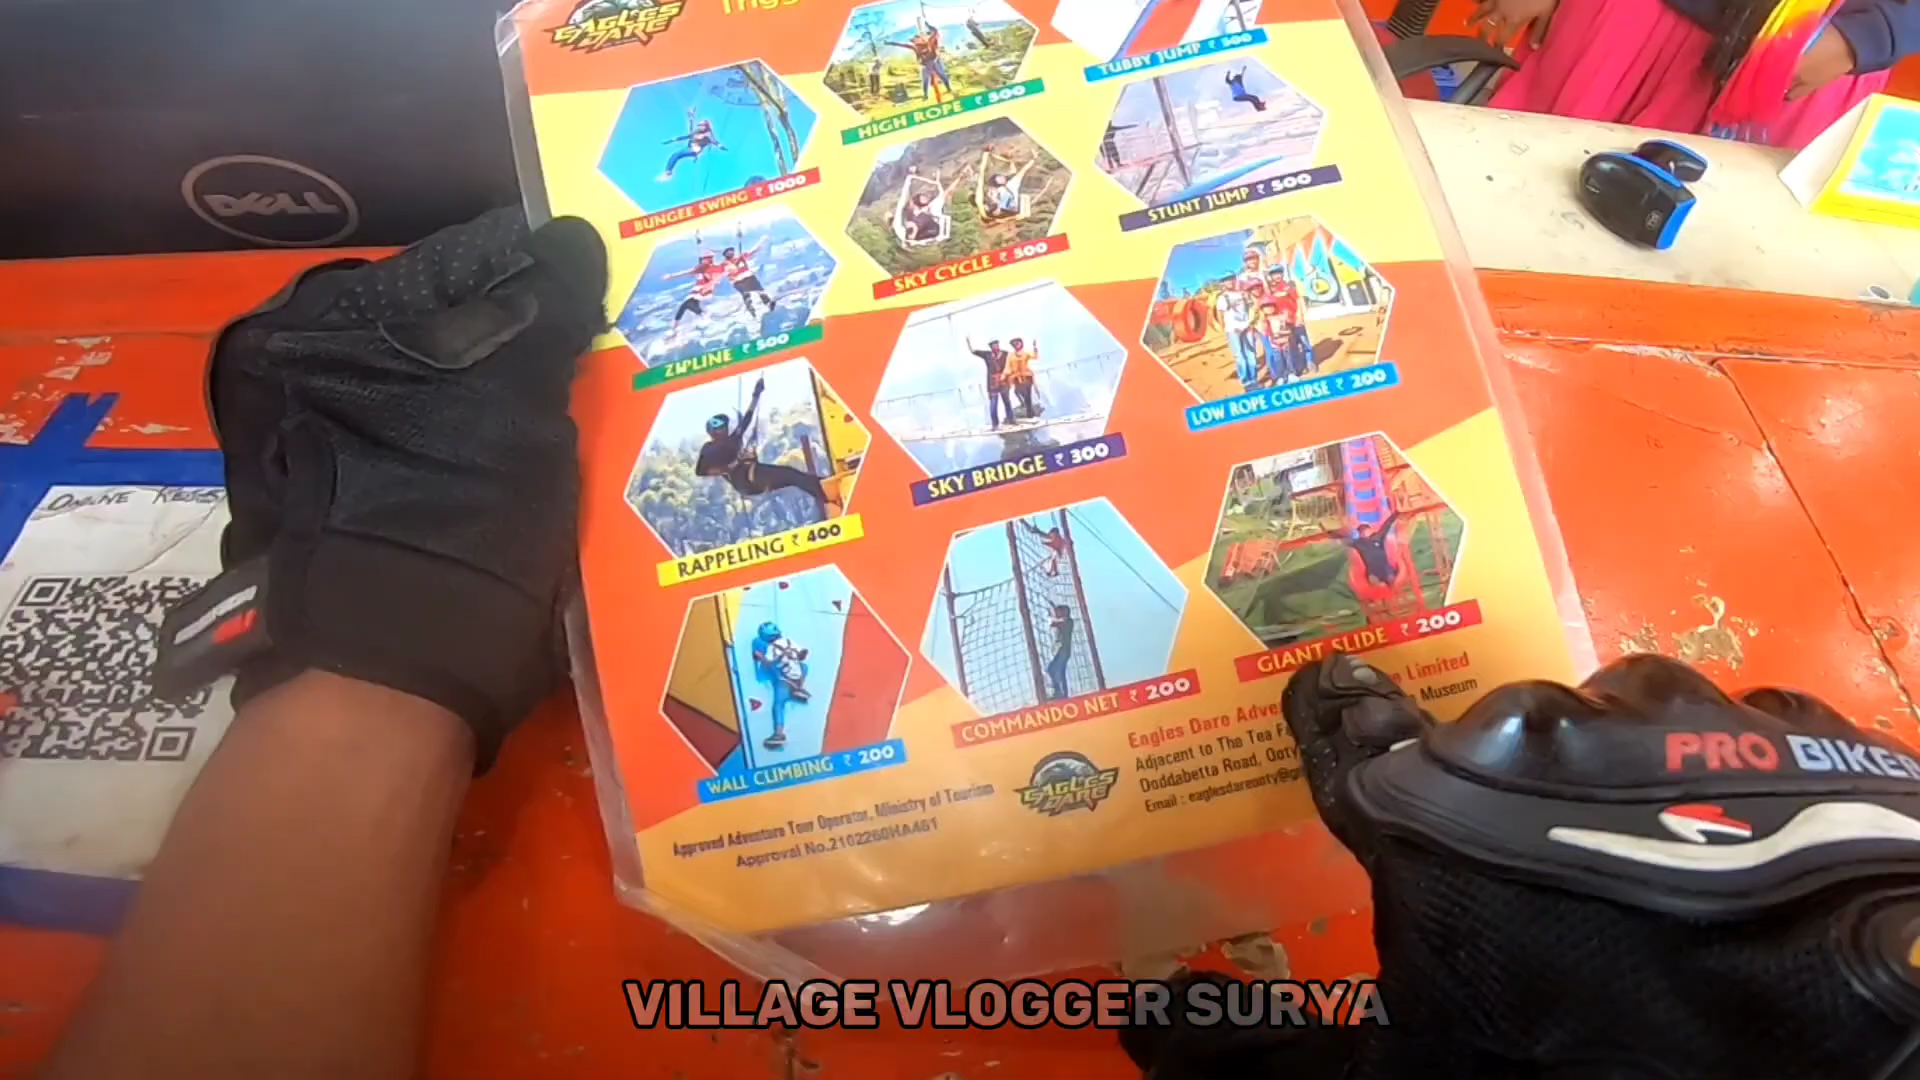 EAGLES
DARE
HIGH ROPE ₹ 500
TUBBY JUMP ₹ 500
BUNGEE SWING ₹ 1000
SKY CYCLE ₹ 500
STUNT JUMP ₹ 500
ZIPLINE ₹ 500
SKY BRIDGE ₹ 300
LOW ROPE COURSE ₹ 200
RAPPELING ₹ 400
COMMANDO NET ₹ 200
GIANT SLIDE ₹ 200
WALL CLIMBING ₹ 200
Approved Adventure Tour Operator, Ministry of Tourism
Approval No.2102260HA461
EAGLES
DARE
Eagles Dare Limited
Adjacent to The Tea Museum
Doddabetta Road, Ooty
Email :
DELL
PRO BIKER
VILLAGE VLOGGER SURYA